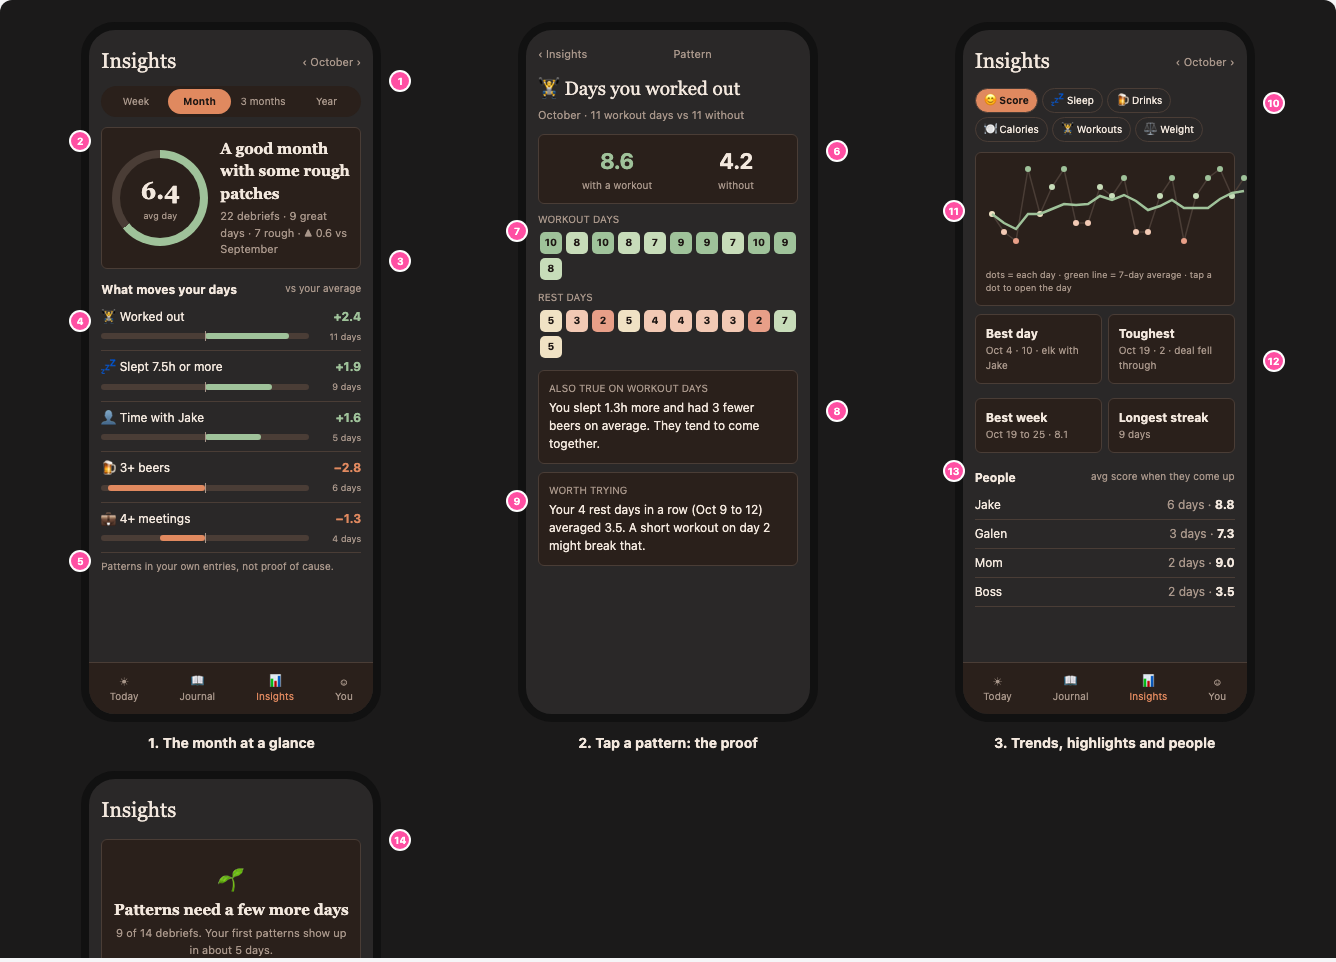 Insights
‹ October ›
Week
Month
3 months
Year
1
2
6.4
avg day
A good month
with some rough
patches
22 debriefs · 9 great
days · 7 rough · ▲ 0.6 vs
September
3
What moves your days
vs your average
4
Worked out
+2.4
11 days
Slept 7.5h or more
+1.9
9 days
Time with Jake
+1.6
5 days
3+ beers
−2.8
6 days
4+ meetings
−1.3
4 days
5
Patterns in your own entries, not proof of cause.
Today
Journal
Insights
You
1. The month at a glance
‹ Insights
Pattern
Days you worked out
October · 11 workout days vs 11 without
6
8.6
with a workout
4.2
without
7
WORKOUT DAYS
10 8 10 8 7 9 9 7 10 9
8
REST DAYS
5 3 2 5 4 4 3 3 2 7
5
ALSO TRUE ON WORKOUT DAYS
You slept 1.3h more and had 3 fewer
beers on average. They tend to come
together.
8
9
WORTH TRYING
Your 4 rest days in a row (Oct 9 to 12)
averaged 3.5. A short workout on day 2
might break that.
2. Tap a pattern: the proof
Insights
‹ October ›
Score
Sleep
Drinks
10
Calories
Workouts
Weight
11
dots = each day · green line = 7-day average · tap a
dot to open the day
Best day
Oct 4 · 10 · elk with
Jake
Toughest
Oct 19 · 2 · deal fell
through
12
Best week
Oct 19 to 25 · 8.1
Longest streak
9 days
13
People
avg score when they come up
Jake
6 days · 8.8
Galen
3 days · 7.3
Mom
2 days · 9.0
Boss
2 days · 3.5
Today
Journal
Insights
You
3. Trends, highlights and people
Insights
14
Patterns need a few more days
9 of 14 debriefs. Your first patterns show up
in about 5 days.